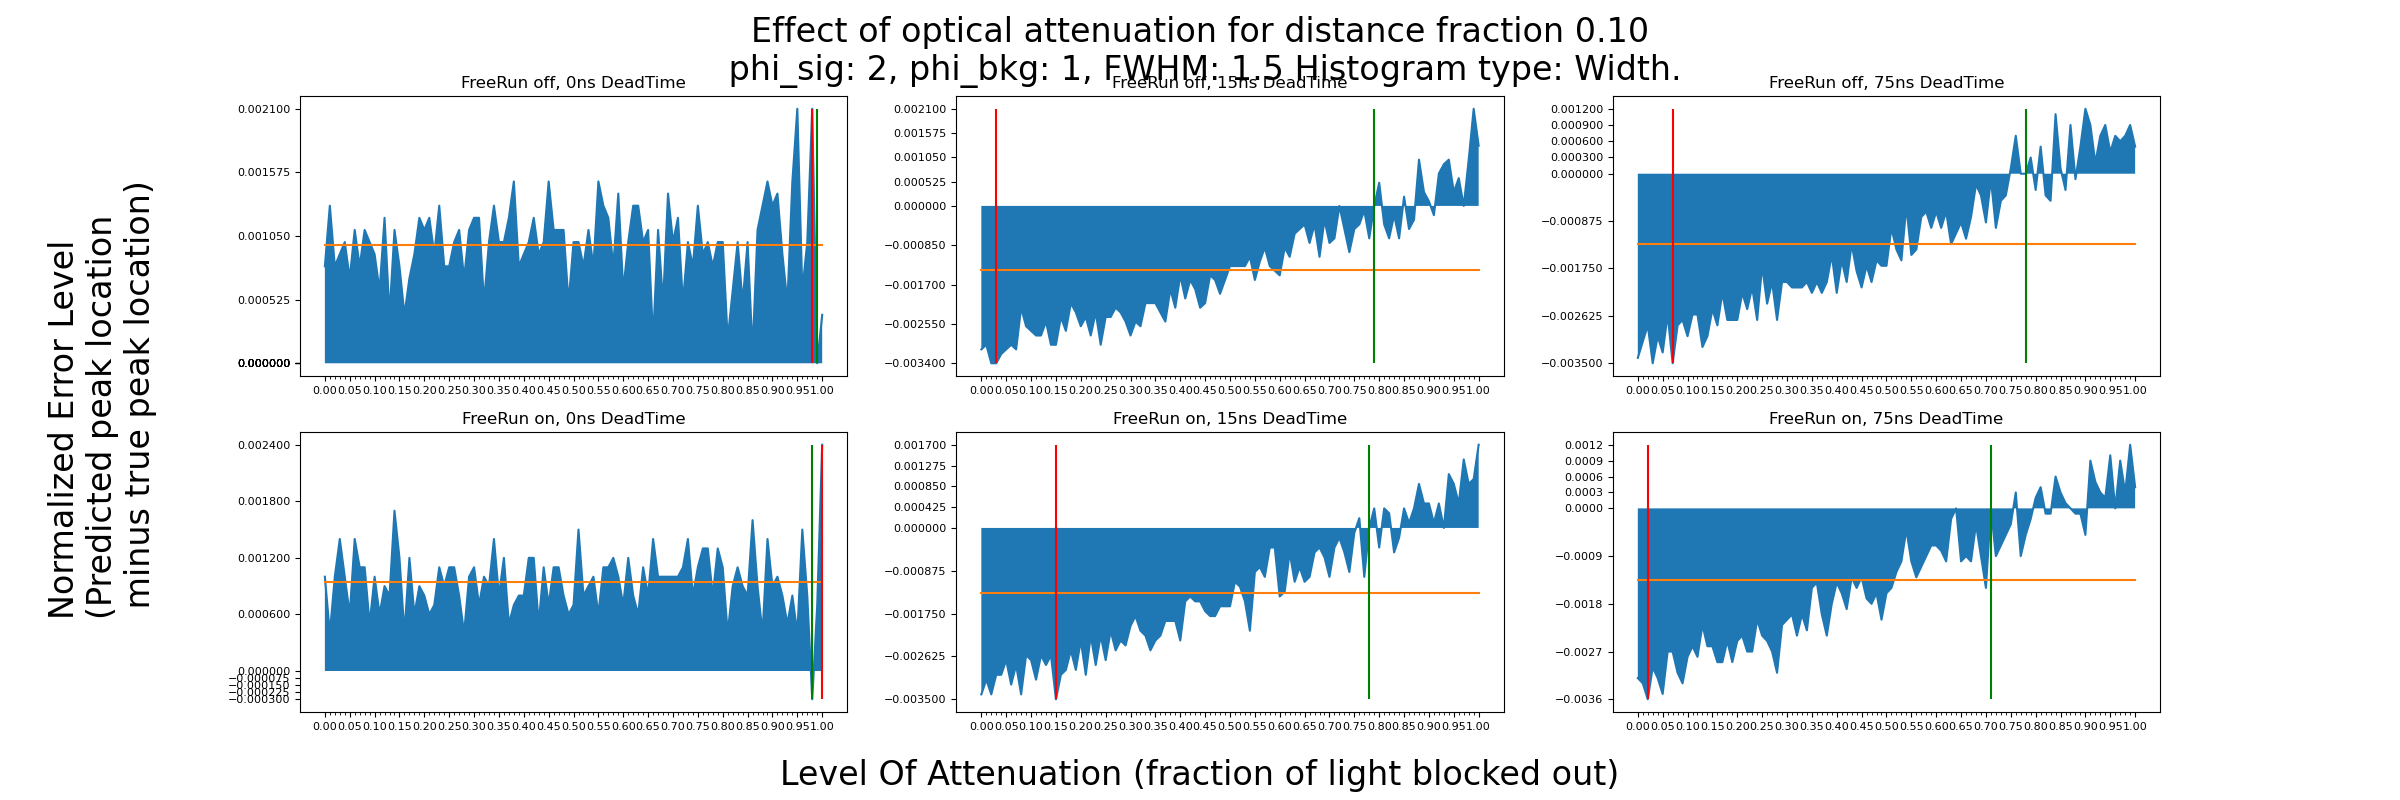 Effect of optical attenuation for distance fraction 0.10
phi_sig: 2, phi_bkg: 1, FWHM: 1.5 Histogram type: Width.
Normalized Error Level
(Predicted peak location
minus true peak location)
FreeRun off, 0ns DeadTime
0.002100
0.001575
0.001050
0.000525
0.000000
0.00 0.05 0.10 0.15 0.20 0.25 0.30 0.35 0.40 0.45 0.50 0.55 0.60 0.65 0.70 0.75 0.80 0.85 0.90 0.95 1.00
FreeRun off, 15ns DeadTime
0.002100
0.001575
0.001050
0.000525
0.000000
−0.000850
−0.001700
−0.002550
−0.003400
0.00 0.05 0.10 0.15 0.20 0.25 0.30 0.35 0.40 0.45 0.50 0.55 0.60 0.65 0.70 0.75 0.80 0.85 0.90 0.95 1.00
FreeRun off, 75ns DeadTime
0.001200
0.000900
0.000600
0.000300
0.000000
−0.000875
−0.001750
−0.002625
−0.003500
0.00 0.05 0.10 0.15 0.20 0.25 0.30 0.35 0.40 0.45 0.50 0.55 0.60 0.65 0.70 0.75 0.80 0.85 0.90 0.95 1.00
FreeRun on, 0ns DeadTime
0.002400
0.001800
0.001200
0.000600
0.000000
−0.000075
−0.000150
−0.000225
−0.000300
0.00 0.05 0.10 0.15 0.20 0.25 0.30 0.35 0.40 0.45 0.50 0.55 0.60 0.65 0.70 0.75 0.80 0.85 0.90 0.95 1.00
FreeRun on, 15ns DeadTime
0.001700
0.001275
0.000850
0.000425
0.000000
−0.000875
−0.001750
−0.002625
−0.003500
0.00 0.05 0.10 0.15 0.20 0.25 0.30 0.35 0.40 0.45 0.50 0.55 0.60 0.65 0.70 0.75 0.80 0.85 0.90 0.95 1.00
FreeRun on, 75ns DeadTime
0.0012
0.0009
0.0006
0.0003
0.0000
−0.0009
−0.0018
−0.0027
−0.0036
0.00 0.05 0.10 0.15 0.20 0.25 0.30 0.35 0.40 0.45 0.50 0.55 0.60 0.65 0.70 0.75 0.80 0.85 0.90 0.95 1.00
Level Of Attenuation (fraction of light blocked out)